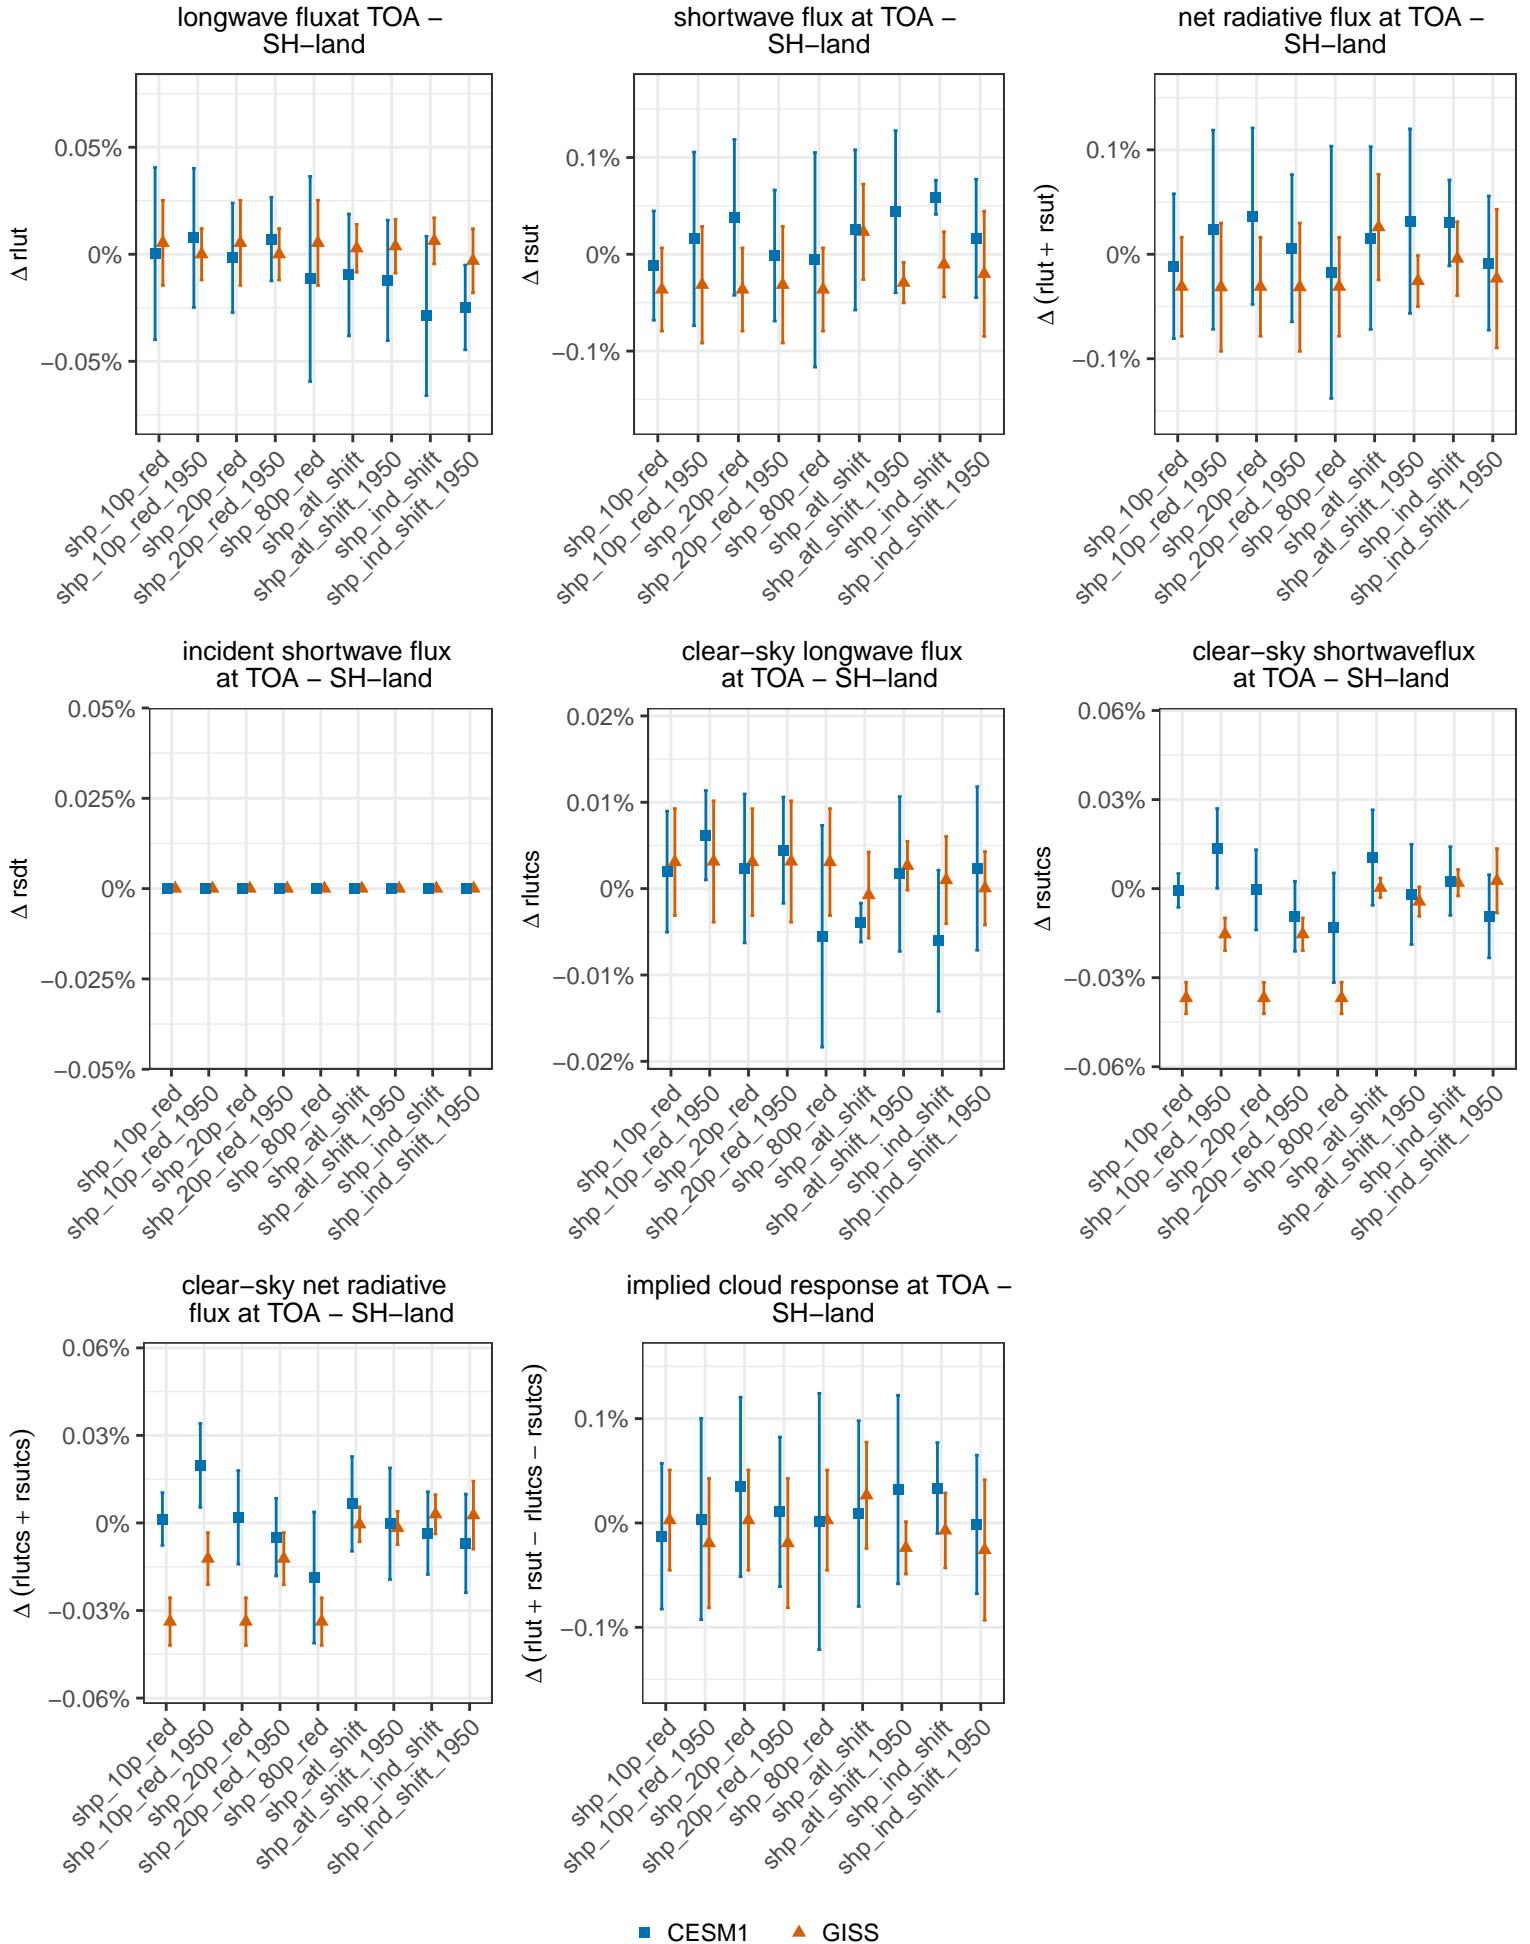 longwave fluxat TOA −
SH−land
shortwave flux at TOA −
SH−land
net radiative flux at TOA −
SH−land
Δ rlut
0.05%
0%
−0.05%
shp_10p_red
shp_10p_red_1950
shp_20p_red
shp_20p_red_1950
shp_80p_red
shp_atl_shift
shp_atl_shift_1950
shp_ind_shift
shp_ind_shift_1950
Δ rsut
0.1%
0%
−0.1%
shp_10p_red
shp_10p_red_1950
shp_20p_red
shp_20p_red_1950
shp_80p_red
shp_atl_shift
shp_atl_shift_1950
shp_ind_shift
shp_ind_shift_1950
Δ (rlut + rsut)
0.1%
0%
−0.1%
shp_10p_red
shp_10p_red_1950
shp_20p_red
shp_20p_red_1950
shp_80p_red
shp_atl_shift
shp_atl_shift_1950
shp_ind_shift
shp_ind_shift_1950
incident shortwave flux
at TOA − SH−land
clear−sky longwave flux
at TOA − SH−land
clear−sky shortwaveflux
at TOA − SH−land
Δ rsdt
0.05%
0.025%
0%
−0.025%
−0.05%
shp_10p_red
shp_10p_red_1950
shp_20p_red
shp_20p_red_1950
shp_80p_red
shp_atl_shift
shp_atl_shift_1950
shp_ind_shift
shp_ind_shift_1950
Δ rlutcs
0.02%
0.01%
0%
−0.01%
−0.02%
shp_10p_red
shp_10p_red_1950
shp_20p_red
shp_20p_red_1950
shp_80p_red
shp_atl_shift
shp_atl_shift_1950
shp_ind_shift
shp_ind_shift_1950
Δ rsutcs
0.06%
0.03%
0%
−0.03%
−0.06%
shp_10p_red
shp_10p_red_1950
shp_20p_red
shp_20p_red_1950
shp_80p_red
shp_atl_shift
shp_atl_shift_1950
shp_ind_shift
shp_ind_shift_1950
clear−sky net radiative
flux at TOA − SH−land
implied cloud response at TOA −
SH−land
Δ (rlutcs + rsutcs)
0.06%
0.03%
0%
−0.03%
−0.06%
shp_10p_red
shp_10p_red_1950
shp_20p_red
shp_20p_red_1950
shp_80p_red
shp_atl_shift
shp_atl_shift_1950
shp_ind_shift
shp_ind_shift_1950
Δ (rlut + rsut − rlutcs − rsutcs)
0.1%
0%
−0.1%
shp_10p_red
shp_10p_red_1950
shp_20p_red
shp_20p_red_1950
shp_80p_red
shp_atl_shift
shp_atl_shift_1950
shp_ind_shift
shp_ind_shift_1950
CESM1 GISS